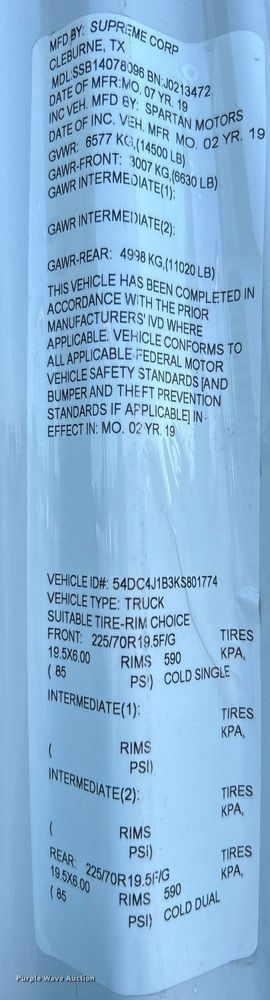 MFD BY: SUPREME CORP
CLEBURNE, TX
MDL:SSB14078096 BN:J0213472
DATE OF MFR:MO. 07 YR. 19
INC VEH. MFD BY: SPARTAN MOTORS
DATE OF INC. VEH. MFR MO. 02 YR. 19
GVWR: 6577 KG,(14500 LB)
GAWR-FRONT: 3007 KG,(6630 LB)
GAWR INTERMEDIATE(1):
GAWR INTERMEDIATE(2):
GAWR-REAR: 4998 KG,(11020 LB)
THIS VEHICLE HAS BEEN COMPLETED IN
ACCORDANCE WITH THE PRIOR
MANUFACTURERS' IVD WHERE
APPLICABLE. VEHICLE CONFORMS TO
ALL APPLICABLE FEDERAL MOTOR
VEHICLE SAFETY STANDARDS [AND
BUMPER AND THEFT PREVENTION
STANDARDS IF APPLICABLE] IN
EFFECT IN: MO. 02 YR. 19
VEHICLE ID#: 54DC4J1B3KS801774
VEHICLE TYPE: TRUCK
SUITABLE TIRE-RIM CHOICE
FRONT: 225/70R19.5F/G TIRES
19.5X6.00 RIMS 590 KPA,
( 85 PSI) COLD SINGLE
INTERMEDIATE(1): TIRES
KPA,
( RIMS
PSI)
INTERMEDIATE(2): TIRES
KPA,
( RIMS
PSI)
REAR: 225/70R19.5F/G TIRES
19.5X6.00 RIMS 590 KPA,
( 85 PSI) COLD DUAL
Purple Wave Auction